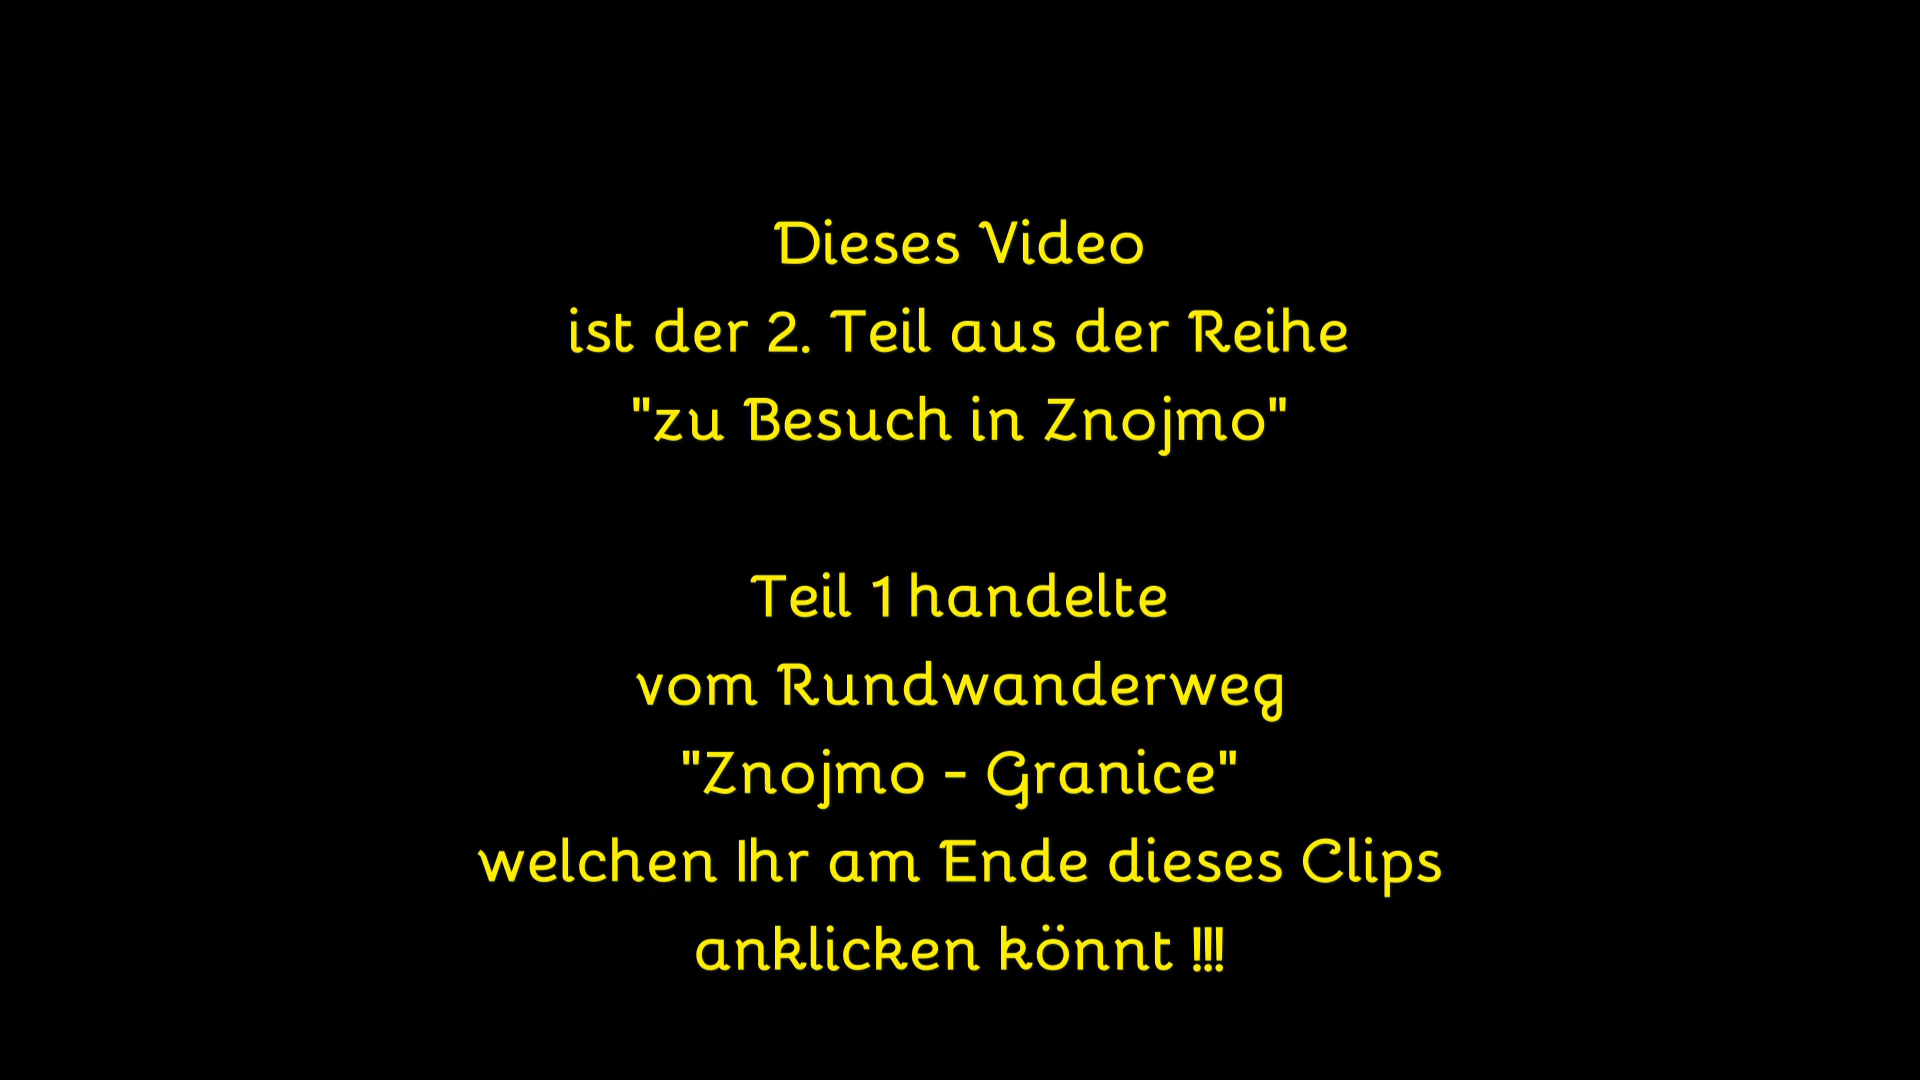 Dieses Video
ist der 2. Teil aus der Reihe
"zu Besuch in Znojmo"
Teil 1 handelte
vom Rundwanderweg
"Znojmo - Granice"
welchen Ihr am Ende dieses Clips
anklicken könnt !!!